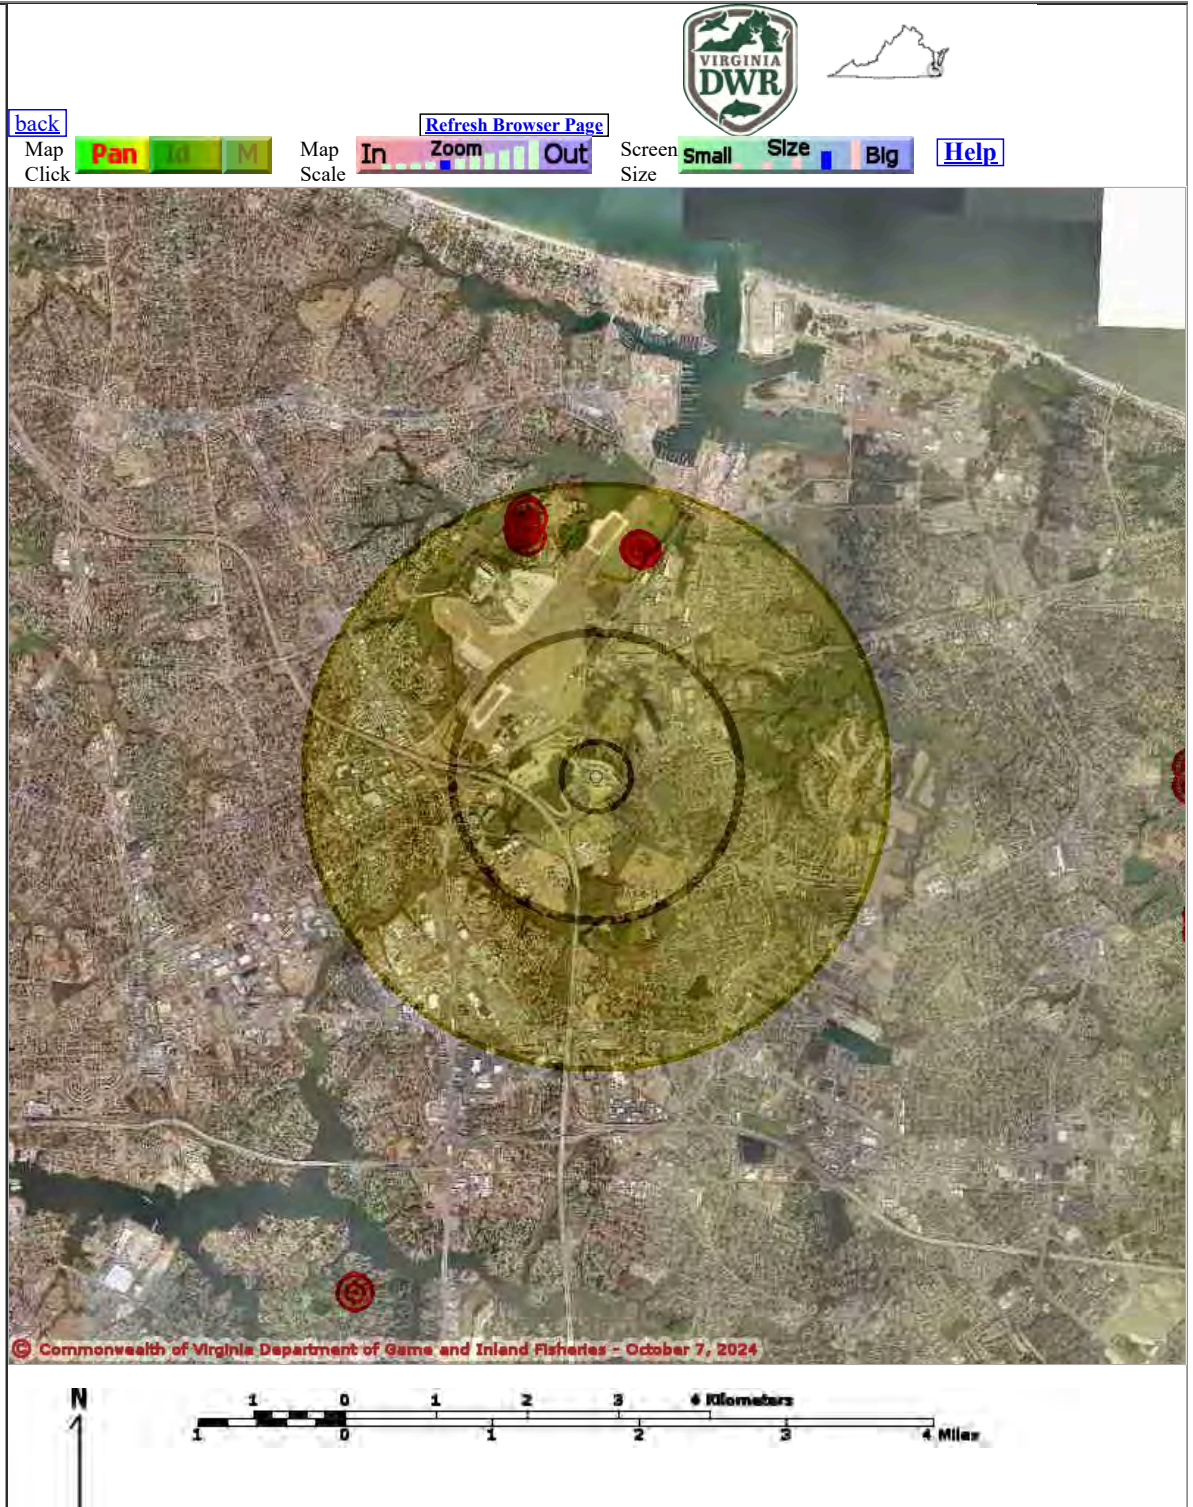 VIRGINIA
DWR
back
Refresh Browser Page
Map Click
Pan Id M
Map Scale
In Zoom Out
Screen Size
Small Size Big
Help
© Commonwealth of Virginia Department of Game and Inland Fisheries - October 7, 2024
N
1 0 1 2 3 4 Kilometers
1 0 1 2 3 4 Miles